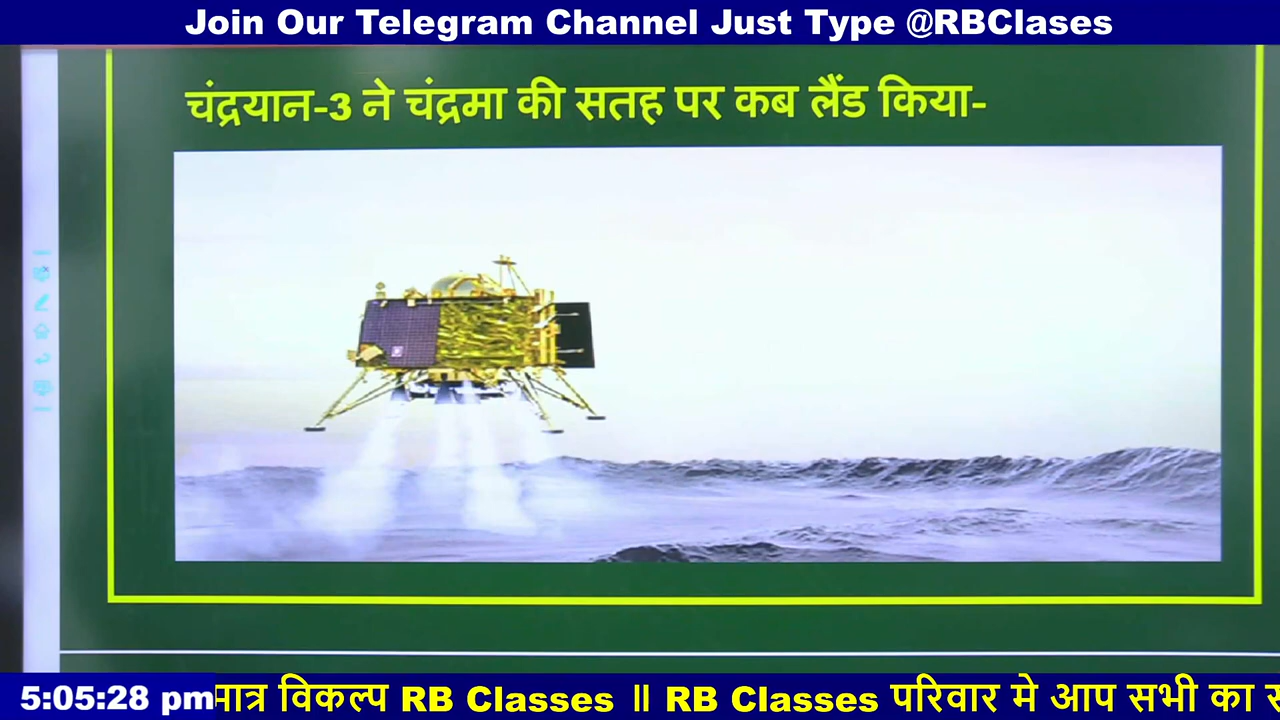 Join Our Telegram Channel Just Type @RBClases
चंद्रयान-3 ने चंद्रमा की सतह पर कब लैंड किया-
5:05:28 pm मात्र विकल्प RB Classes ॥ RB Classes परिवार मे आप सभी का